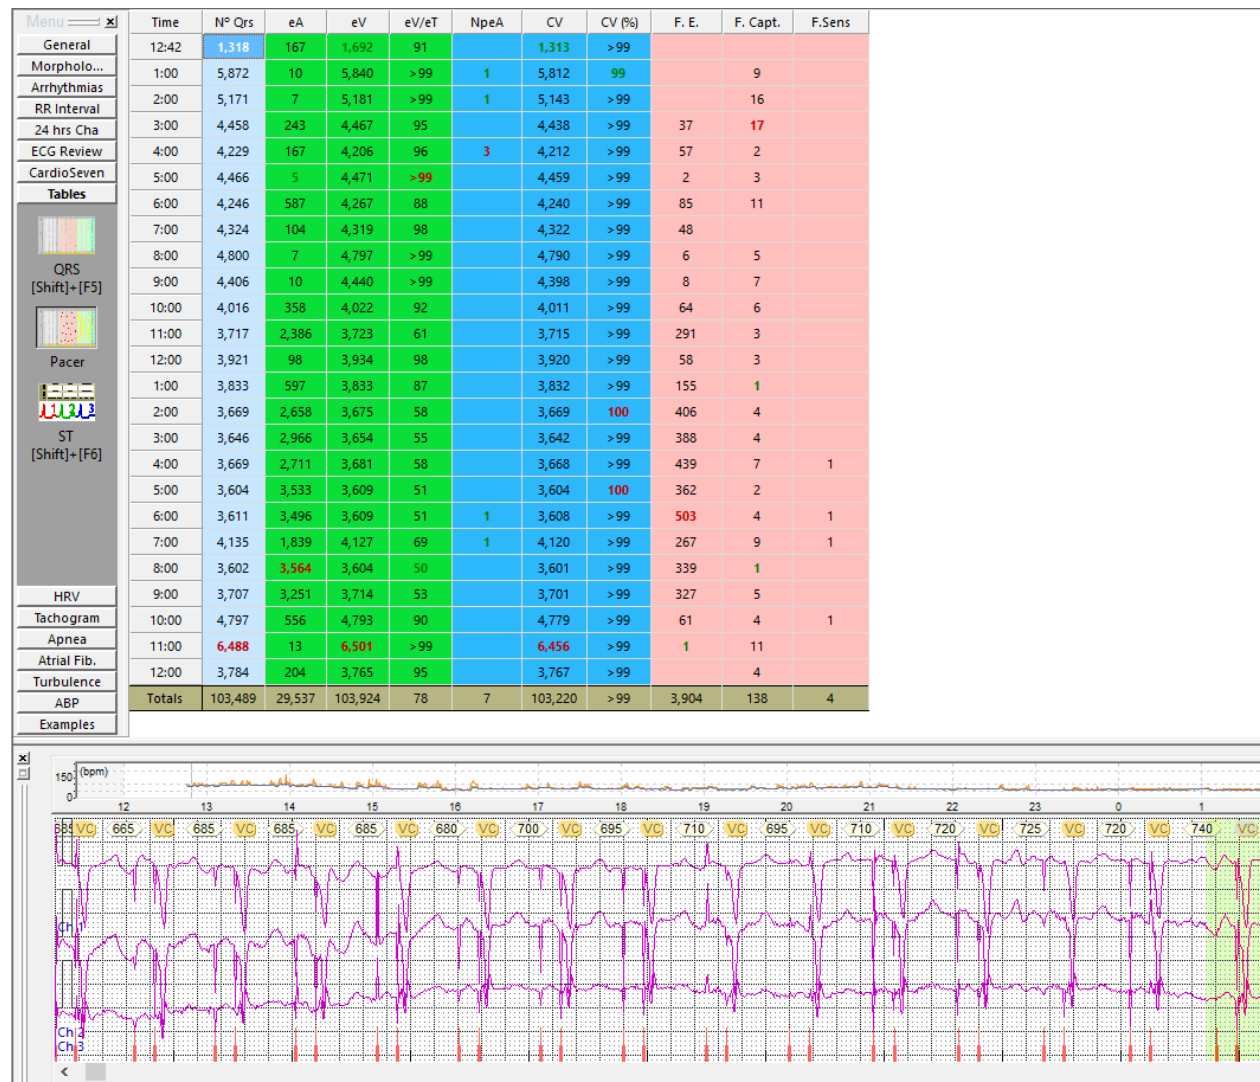 Menu
General
Morpholo...
Arrhythmias
RR Interval
24 hrs Cha
ECG Review
CardioSeven
Tables
QRS
[Shift]+[F5]
Pacer
ST
[Shift]+[F6]
HRV
Tachogram
Apnea
Atrial Fib.
Turbulence
ABP
Examples
Time Nº Qrs eA eV eV/eT NpeA CV CV (%) F. E. F. Capt. F.Sens
12:42 1,318 167 1,692 91 1,313 >99
1:00 5,872 10 5,840 >99 1 5,812 99 9
2:00 5,171 7 5,181 >99 1 5,143 >99 16
3:00 4,458 243 4,467 95 4,438 >99 37 17
4:00 4,229 167 4,206 96 3 4,212 >99 57 2
5:00 4,466 5 4,471 >99 4,459 >99 2 3
6:00 4,246 587 4,267 88 4,240 >99 85 11
7:00 4,324 104 4,319 98 4,322 >99 48
8:00 4,800 7 4,797 >99 4,790 >99 6 5
9:00 4,406 10 4,440 >99 4,398 >99 8 7
10:00 4,016 358 4,022 92 4,011 >99 64 6
11:00 3,717 2,386 3,723 61 3,715 >99 291 3
12:00 3,921 98 3,934 98 3,920 >99 58 3
1:00 3,833 597 3,833 87 3,832 >99 155 1
2:00 3,669 2,658 3,675 58 3,669 100 406 4
3:00 3,646 2,966 3,654 55 3,642 >99 388 4
4:00 3,669 2,711 3,681 58 3,668 >99 439 7 1
5:00 3,604 3,533 3,609 51 3,604 100 362 2
6:00 3,611 3,496 3,609 51 1 3,608 >99 503 4 1
7:00 4,135 1,839 4,127 69 1 4,120 >99 267 9 1
8:00 3,602 3,564 3,604 50 3,601 >99 339 1
9:00 3,707 3,251 3,714 53 3,701 >99 327 5
10:00 4,797 556 4,793 90 4,779 >99 61 4 1
11:00 6,488 13 6,501 >99 6,456 >99 1 11
12:00 3,784 204 3,765 95 3,767 >99 4
Totals 103,489 29,537 103,924 78 7 103,220 >99 3,904 138 4
150 (bpm)
0
12 13 14 15 16 17 18 19 20 21 22 23 0 1
685 VC 665 VC 685 VC 685 VC 685 VC 680 VC 700 VC 695 VC 710 VC 695 VC 710 VC 720 VC 725 VC 720 VC 740 VC
Ch 1
Ch 2
Ch 3